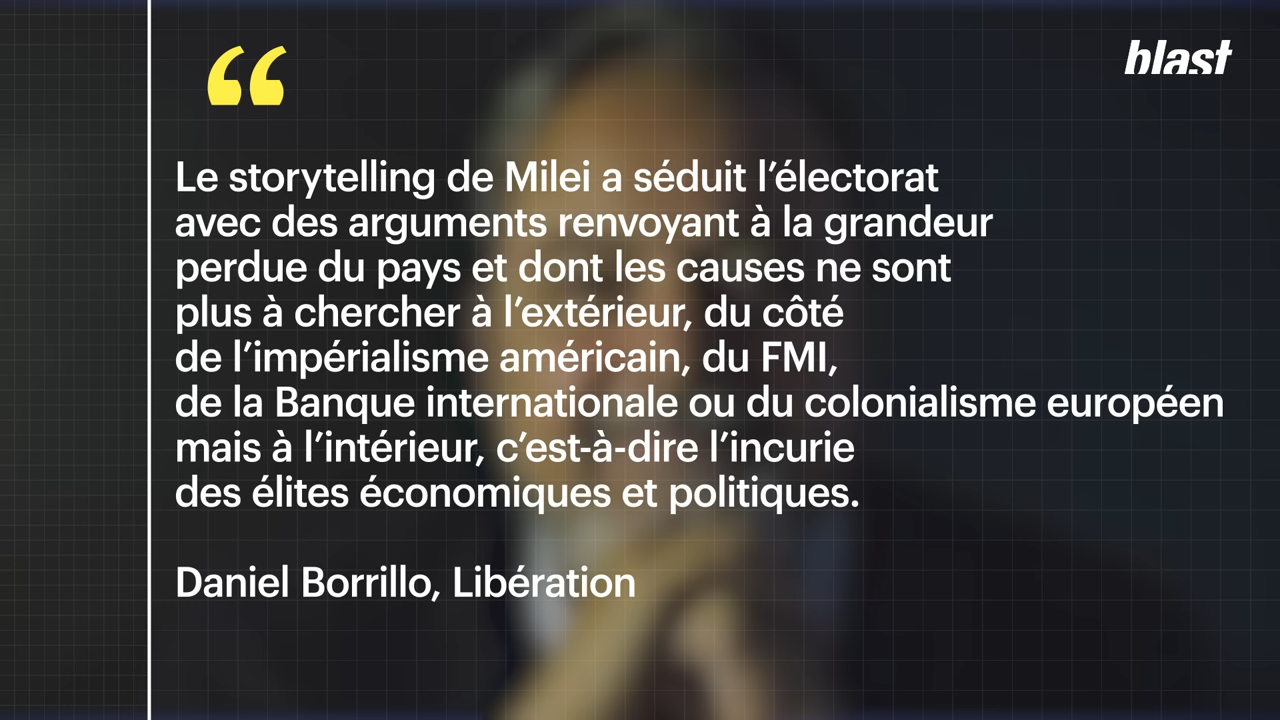 blast
“
Le storytelling de Milei a séduit l’électorat
avec des arguments renvoyant à la grandeur
perdue du pays et dont les causes ne sont
plus à chercher à l’extérieur, du côté
de l’impérialisme américain, du FMI,
de la Banque internationale ou du colonialisme européen
mais à l’intérieur, c’est-à-dire l’incurie
des élites économiques et politiques.
Daniel Borrillo, Libération